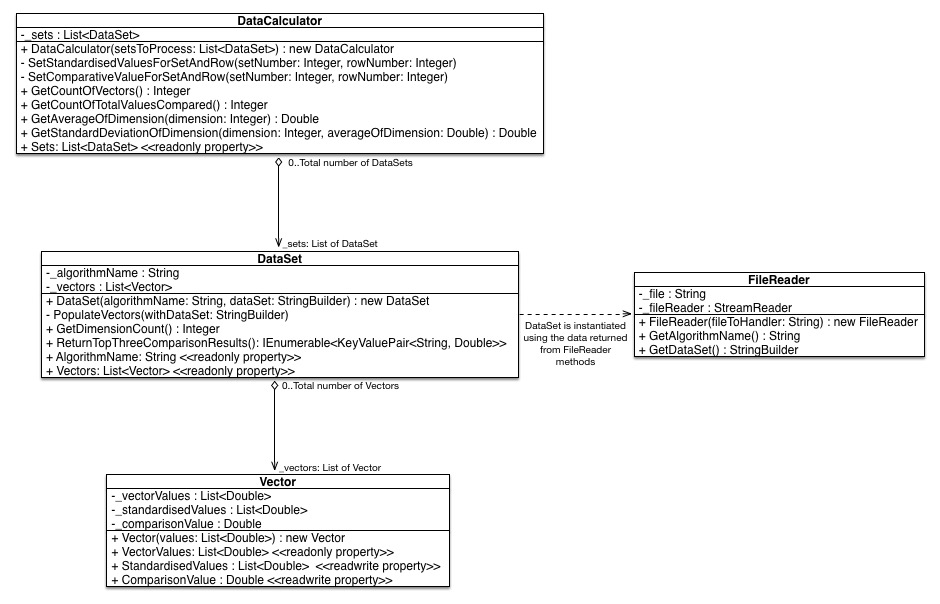 DataCalculator
-_sets : List<DataSet>
+ DataCalculator(setsToProcess: List<DataSet>) : new DataCalculator
- SetStandardisedValuesForSetAndRow(setNumber: Integer, rowNumber: Integer)
- SetComparativeValueForSetAndRow(setNumber: Integer, rowNumber: Integer)
+ GetCountOfVectors() : Integer
+ GetCountOfTotalValuesCompared() : Integer
+ GetAverageOfDimension(dimension: Integer) : Double
+ GetStandardDeviationOfDimension(dimension: Integer, averageOfDimension: Double) : Double
+ Sets: List<DataSet> <<readonly property>>
0..Total number of DataSets
_sets: List of DataSet
DataSet
-_algorithmName : String
-_vectors : List<Vector>
+ DataSet(algorithmName: String, dataSet: StringBuilder) : new DataSet
- PopulateVectors(withDataSet: StringBuilder)
+ GetDimensionCount() : Integer
+ ReturnTopThreeComparisonResults(): IEnumerable<KeyValuePair<String, Double>>
+ AlgorithmName: String <<readonly property>>
+ Vectors: List<Vector> <<readonly property>>
DataSet is instantiated
using the data returned
from FileReader
methods
FileReader
-_file : String
-_fileReader : StreamReader
+ FileReader(fileToHandler: String) : new FileReader
+ GetAlgorithmName() : String
+ GetDataSet() : StringBuilder
0..Total number of Vectors
_vectors: List of Vector
Vector
-_vectorValues : List<Double>
-_standardisedValues : List<Double>
-_comparisonValue : Double
+ Vector(values: List<Double>) : new Vector
+ VectorValues: List<Double> <<readonly property>>
+ StandardisedValues : List<Double> <<readwrite property>>
+ ComparisonValue : Double <<readwrite property>>